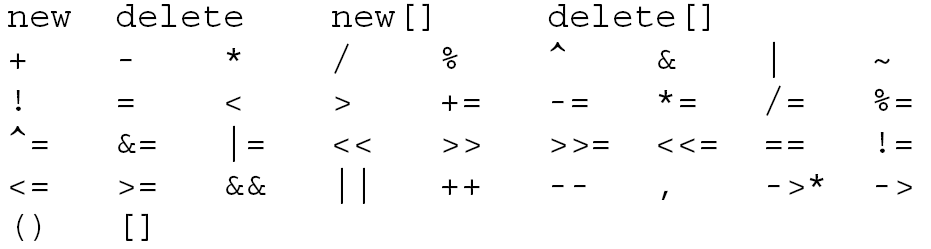 new delete new[] delete[]
+ - * / % ^ & | ~
! = < > += -= *= /= %=
^= &= |= << >> >>= <<= == !=
<= >= && || ++ -- , ->* ->
() []